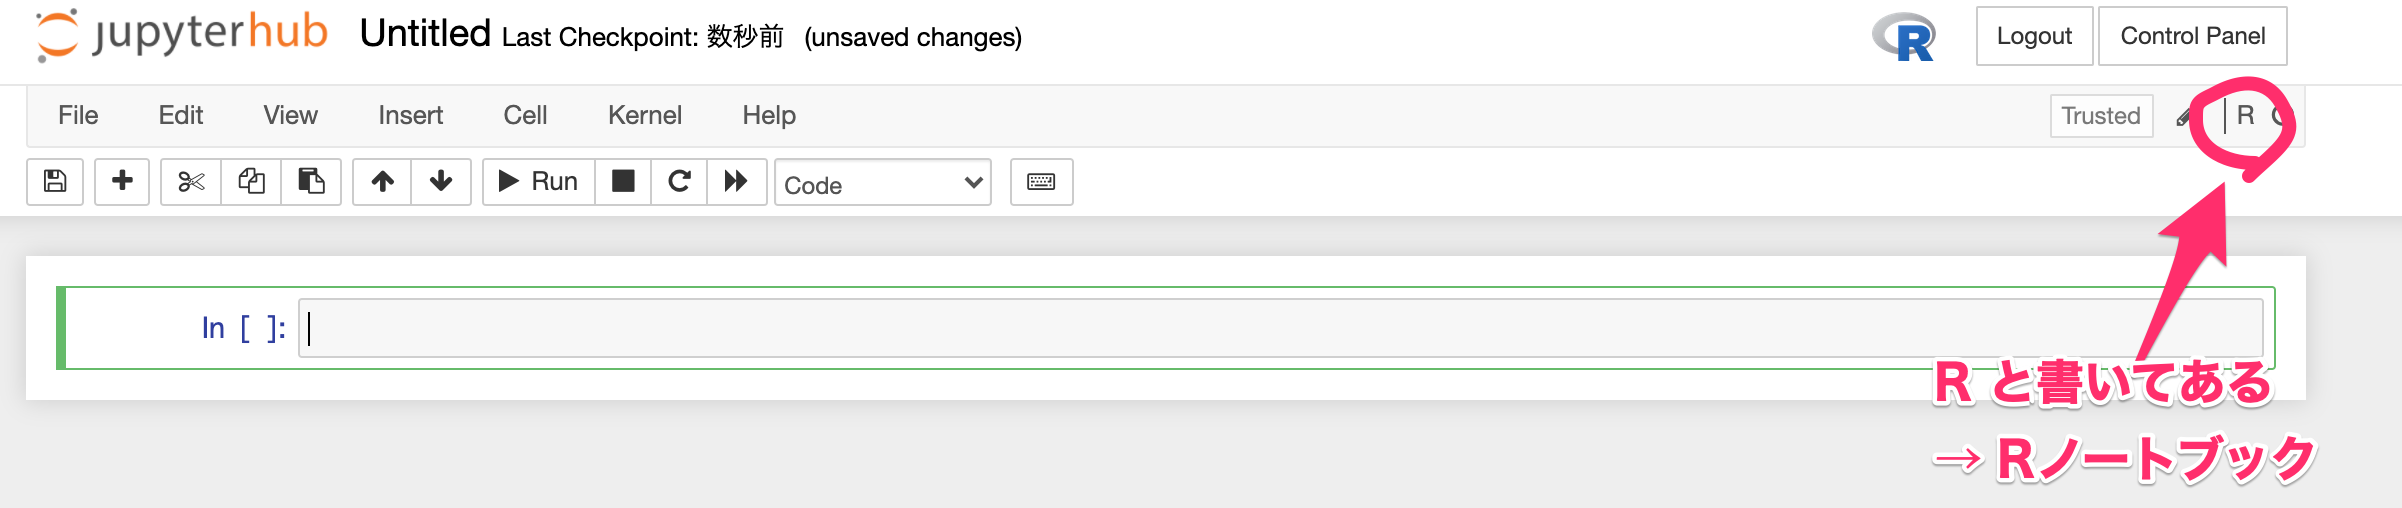 jupyterhub Untitled Last Checkpoint: 数秒前 (unsaved changes) R Logout Control Panel
File Edit View Insert Cell Kernel Help Trusted R
Run Code
In [ ]:
R と書いてある
→ Rノートブック